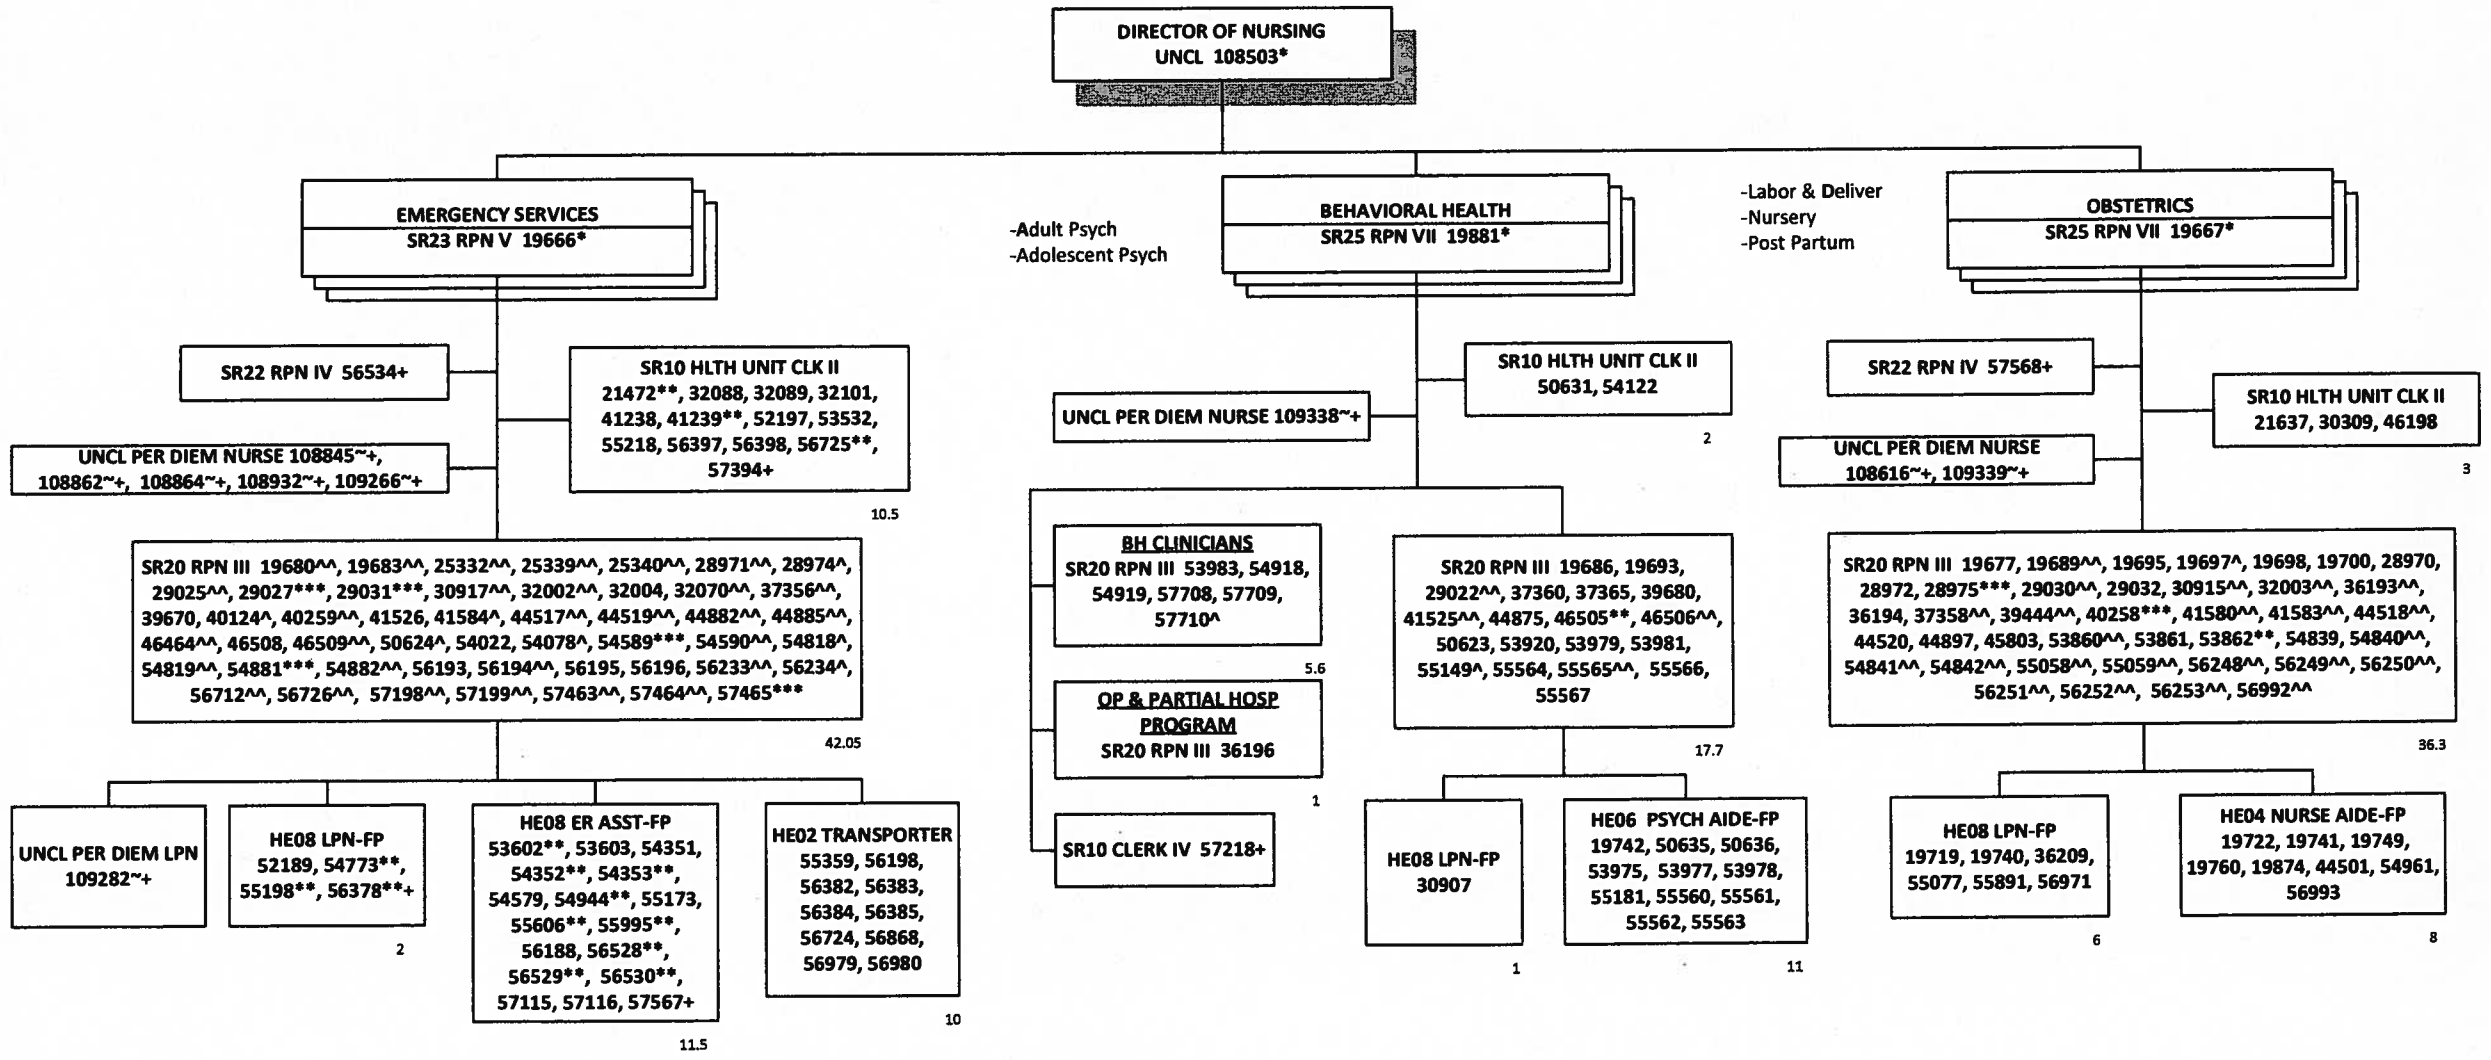 DIRECTOR OF NURSING
UNCL 108503*
EMERGENCY SERVICES
SR23 RPN V 19666*
-Adult Psych
-Adolescent Psych
BEHAVIORAL HEALTH
SR25 RPN VII 19881*
-Labor & Deliver
-Nursery
-Post Partum
OBSTETRICS
SR25 RPN VII 19667*
SR22 RPN IV 56534+
SR10 HLTH UNIT CLK II
21472**, 32088, 32089, 32101,
41238, 41239**, 52197, 53532,
55218, 56397, 56398, 56725**,
57394+
10.5
UNCL PER DIEM NURSE 108845~+,
108862~+, 108864~+, 108932~+, 109266~+
SR20 RPN III 19680^^, 19683^^, 25332^^, 25339^^, 25340^^, 28971^^, 28974^,
29025^^, 29027***, 29031***, 30917^^, 32002^^, 32004, 32070^^, 37356^^,
39670, 40124^, 40259^^, 41526, 41584^, 44517^^, 44519^^, 44882^^, 44885^^,
46464^^, 46508, 46509^^, 50624^, 54022, 54078^, 54589***, 54590^^, 54818^,
54819^^, 54881***, 54882^^, 56193, 56194^^, 56195, 56196, 56233^^, 56234^,
56712^^, 56726^^, 57198^^, 57199^^, 57463^^, 57464^^, 57465***
42.05
UNCL PER DIEM LPN
109282~+
HE08 LPN-FP
52189, 54773**,
55198**, 56378**+
2
HE08 ER ASST-FP
53602**, 53603, 54351,
54352**, 54353**,
54579, 54944**, 55173,
55606**, 55995**,
56188, 56528**,
56529**, 56530**,
57115, 57116, 57567+
11.5
HE02 TRANSPORTER
55359, 56198,
56382, 56383,
56384, 56385,
56724, 56868,
56979, 56980
10
SR10 HLTH UNIT CLK II
50631, 54122
2
UNCL PER DIEM NURSE 109338~+
BH CLINICIANS
SR20 RPN III 53983, 54918,
54919, 57708, 57709,
57710^
5.6
OP & PARTIAL HOSP
PROGRAM
SR20 RPN III 36196
1
SR10 CLERK IV 57218+
SR20 RPN III 19686, 19693,
29022^^, 37360, 37365, 39680,
41525^^, 44875, 46505**, 46506^^,
50623, 53920, 53979, 53981,
55149^, 55564, 55565^^, 55566,
55567
17.7
HE08 LPN-FP
30907
1
HE06 PSYCH AIDE-FP
19742, 50635, 50636,
53975, 53977, 53978,
55181, 55560, 55561,
55562, 55563
11
SR22 RPN IV 57568+
SR10 HLTH UNIT CLK II
21637, 30309, 46198
3
UNCL PER DIEM NURSE
108616~+, 109339~+
SR20 RPN III 19677, 19689^^, 19695, 19697^, 19698, 19700, 28970,
28972, 28975***, 29030^^, 29032, 30915^^, 32003^^, 36193^^,
36194, 37358^^, 39444^^, 40258***, 41580^^, 41583^^, 44518^^,
44520, 44897, 45803, 53860^^, 53861, 53862**, 54839, 54840^^,
54841^^, 54842^^, 55058^^, 55059^^, 56248^^, 56249^^, 56250^^,
56251^^, 56252^^, 56253^^, 56992^^
36.3
HE08 LPN-FP
19719, 19740, 36209,
55077, 55891, 56971
6
HE04 NURSE AIDE-FP
19722, 19741, 19749,
19760, 19874, 44501, 54961,
56993
8